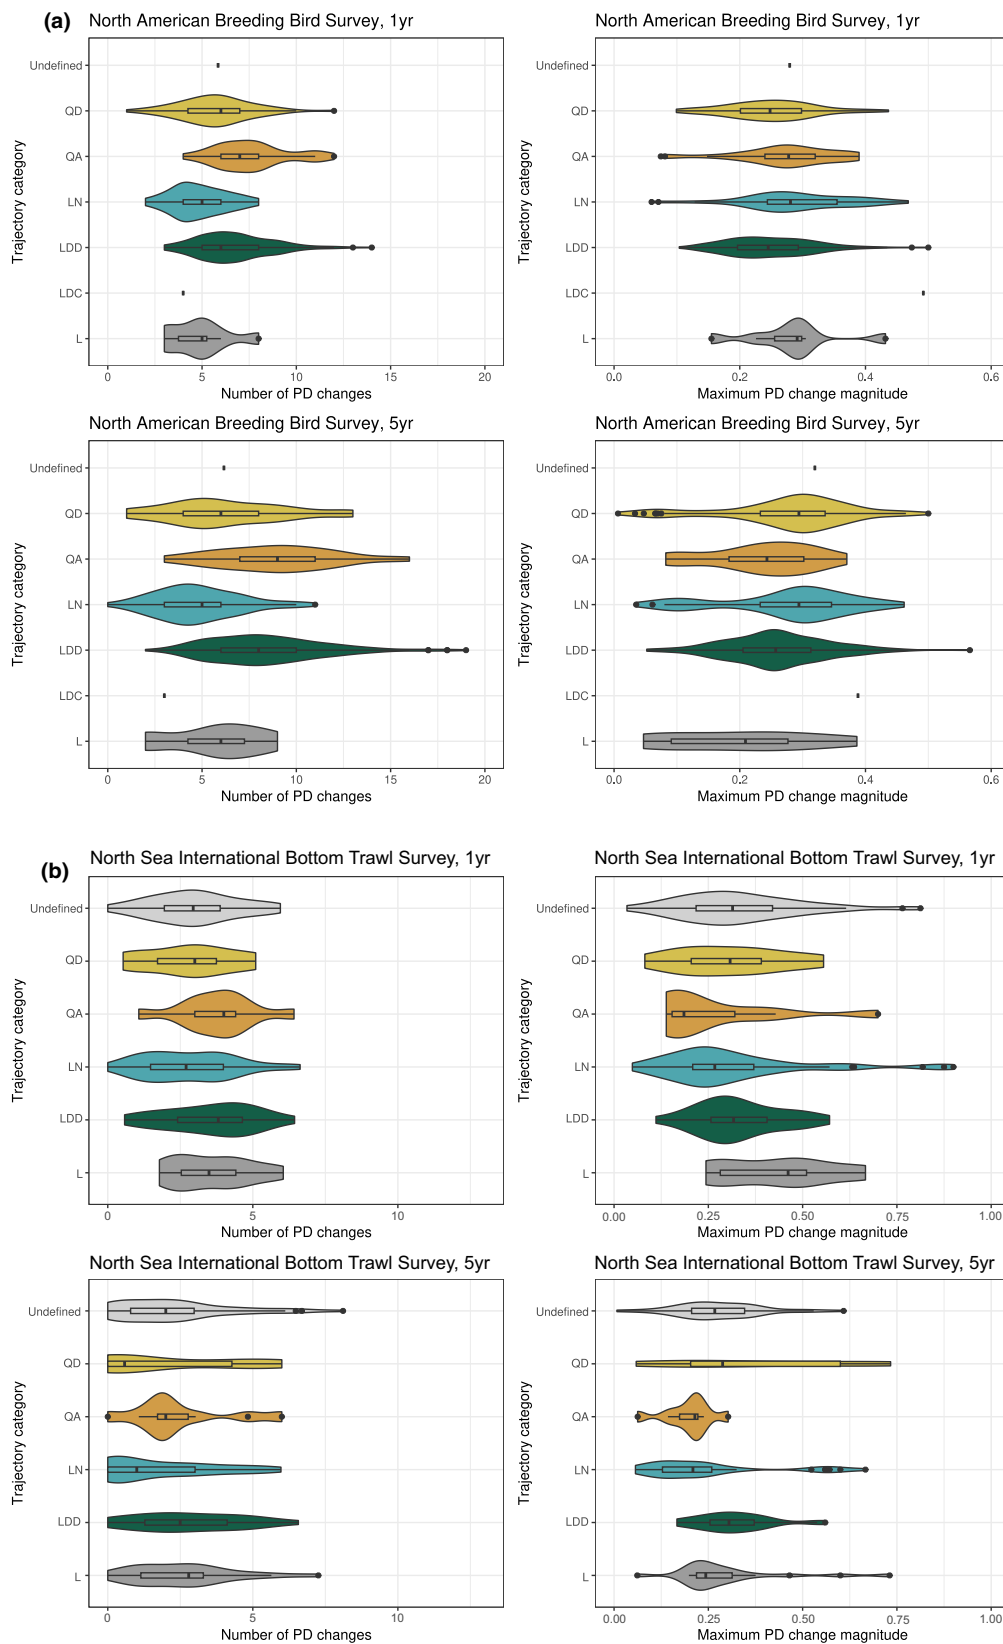 (a)
North American Breeding Bird Survey, 1yr
Trajectory category
Undefined
QD
QA
LN
LDD
LDC
L
0 5 10 15 20
Number of PD changes
North American Breeding Bird Survey, 1yr
Trajectory category
Undefined
QD
QA
LN
LDD
LDC
L
0.0 0.2 0.4 0.6
Maximum PD change magnitude
North American Breeding Bird Survey, 5yr
Trajectory category
Undefined
QD
QA
LN
LDD
LDC
L
0 5 10 15 20
Number of PD changes
North American Breeding Bird Survey, 5yr
Trajectory category
Undefined
QD
QA
LN
LDD
LDC
L
0.0 0.2 0.4 0.6
Maximum PD change magnitude
(b)
North Sea International Bottom Trawl Survey, 1yr
Trajectory category
Undefined
QD
QA
LN
LDD
L
0 5 10
Number of PD changes
North Sea International Bottom Trawl Survey, 1yr
Trajectory category
Undefined
QD
QA
LN
LDD
L
0.00 0.25 0.50 0.75 1.00
Maximum PD change magnitude
North Sea International Bottom Trawl Survey, 5yr
Trajectory category
Undefined
QD
QA
LN
LDD
L
0 5 10
Number of PD changes
North Sea International Bottom Trawl Survey, 5yr
Trajectory category
Undefined
QD
QA
LN
LDD
L
0.00 0.25 0.50 0.75 1.00
Maximum PD change magnitude